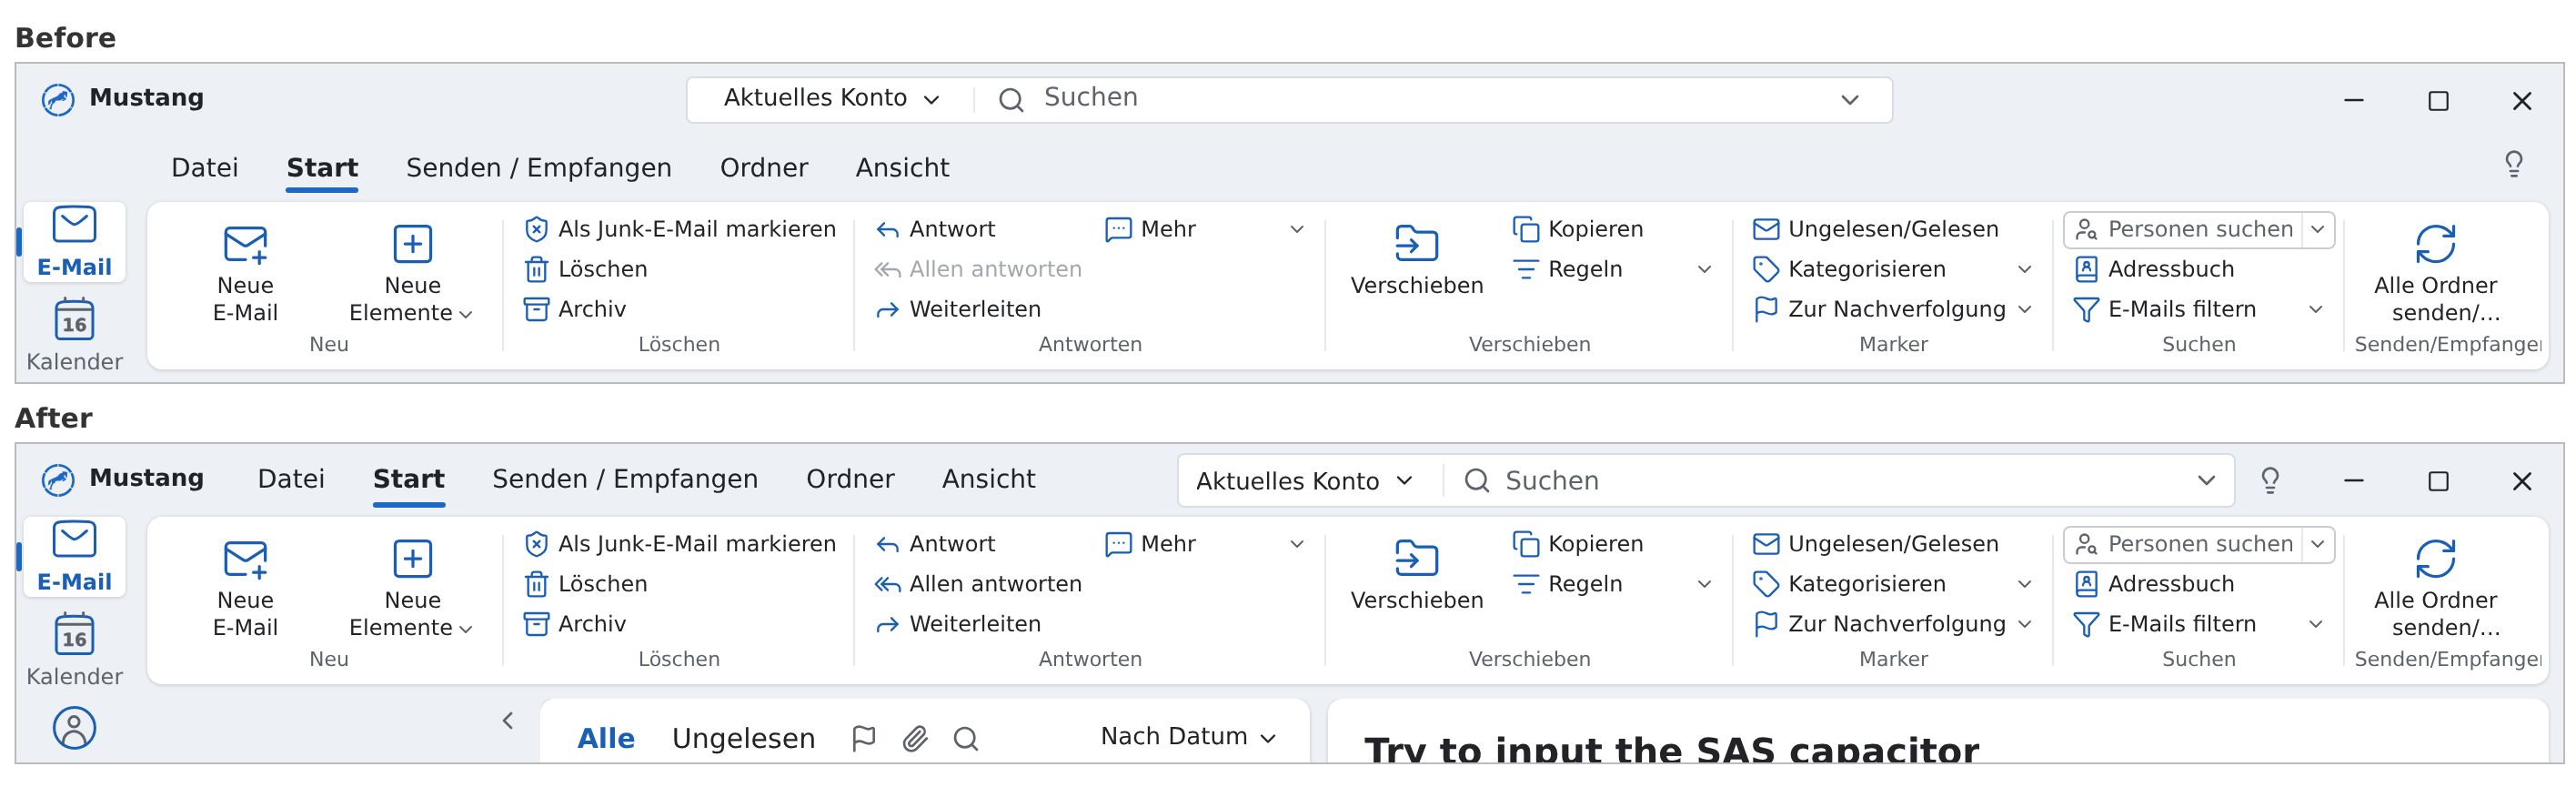 Before
Mustang
Aktuelles Konto
Suchen
Datei Start Senden / Empfangen Ordner Ansicht
E-Mail
16
Kalender
Neue
E-Mail
Neue
Elemente
Neu
Als Junk-E-Mail markieren
Löschen
Archiv
Löschen
Antwort
Allen antworten
Weiterleiten
Mehr
Antworten
Verschieben
Kopieren
Regeln
Verschieben
Ungelesen/Gelesen
Kategorisieren
Zur Nachverfolgung
Marker
Personen suchen
Adressbuch
E-Mails filtern
Suchen
Alle Ordner
senden/...
Senden/Empfangen
After
Mustang
Datei Start Senden / Empfangen Ordner Ansicht
Aktuelles Konto
Suchen
E-Mail
16
Kalender
Neue
E-Mail
Neue
Elemente
Neu
Als Junk-E-Mail markieren
Löschen
Archiv
Löschen
Antwort
Allen antworten
Weiterleiten
Mehr
Antworten
Verschieben
Kopieren
Regeln
Verschieben
Ungelesen/Gelesen
Kategorisieren
Zur Nachverfolgung
Marker
Personen suchen
Adressbuch
E-Mails filtern
Suchen
Alle Ordner
senden/...
Senden/Empfangen
Alle Ungelesen
Nach Datum
Try to input the SAS capacitor